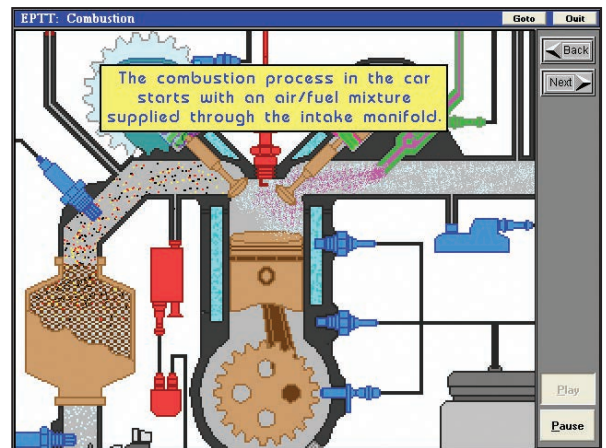 EPTT: Combustion
Goto
Quit
The combustion process in the car
starts with an air/fuel mixture
supplied through the intake manifold.
Back
Next
Play
Pause